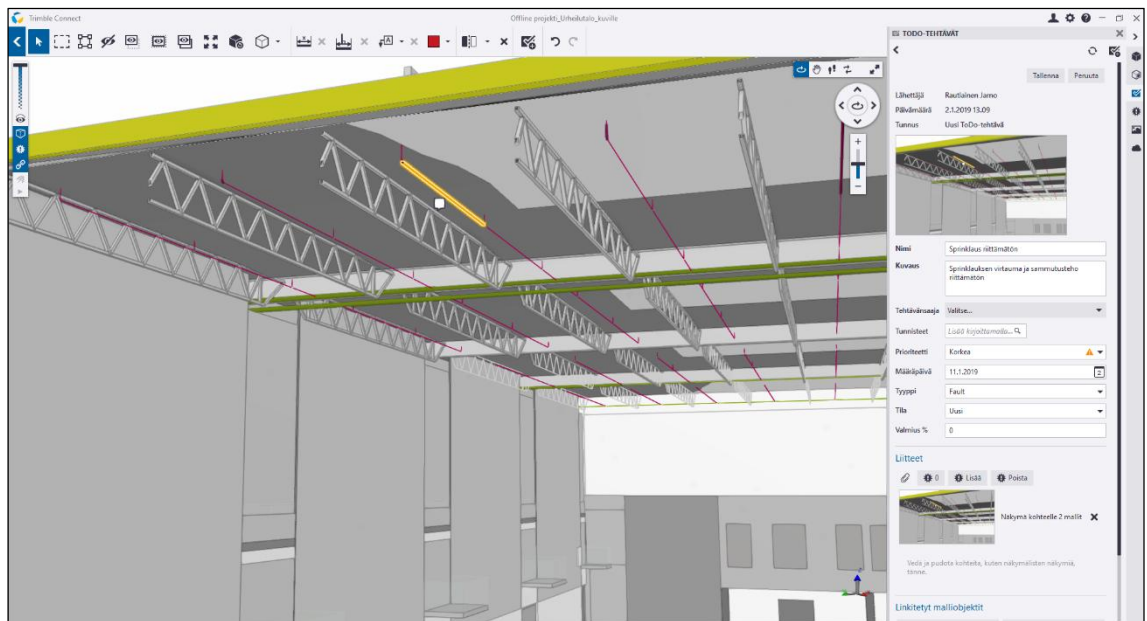 Trimble Connect
Offline projekti_Urheilutalo_kuville
TODO-TEHTÄVÄT
Tallenna Peruuta
Lähettäjä Rautiainen Jarno
Päivämäärä 2.1.2019 13.09
Tunnus Uusi ToDo-tehtävä
Nimi Sprinklaus riittämätön
Kuvaus Sprinklauksen virtauma ja sammutusteho
riittämätön
Tehtävänsaaja Valitse...
Tunnisteet Lisää kirjoittamalla...
Prioriteetti Korkea
Määräpäivä 11.1.2019
Tyyppi Fault
Tila Uusi
Valmius % 0
Liitteet
0 Lisää Poista
Näkymä kohteelle 2 mallit
Vedä ja pudota kohteita, kuten näkymälistan näkymiä,
tänne.
Linkitetyt malliobjektit